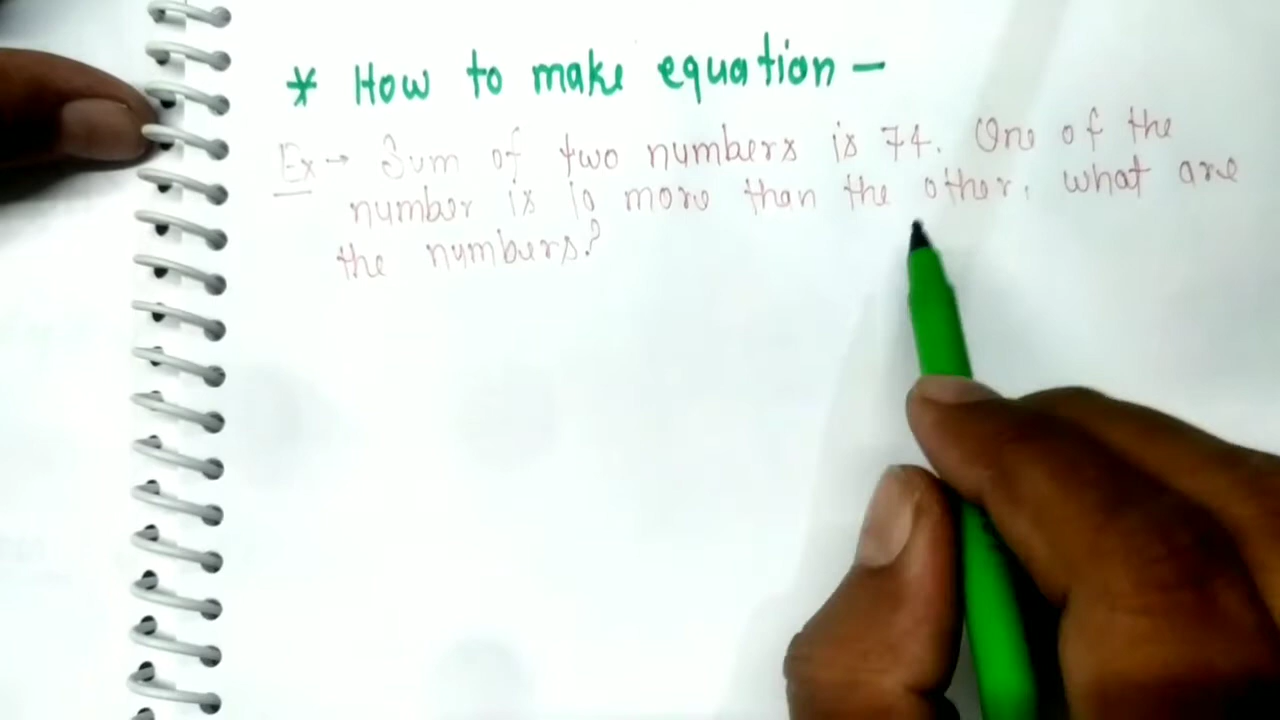 * How to make equation –
Ex → Sum of two numbers is 74. One of the
number is 10 more than the other. what are
the numbers?